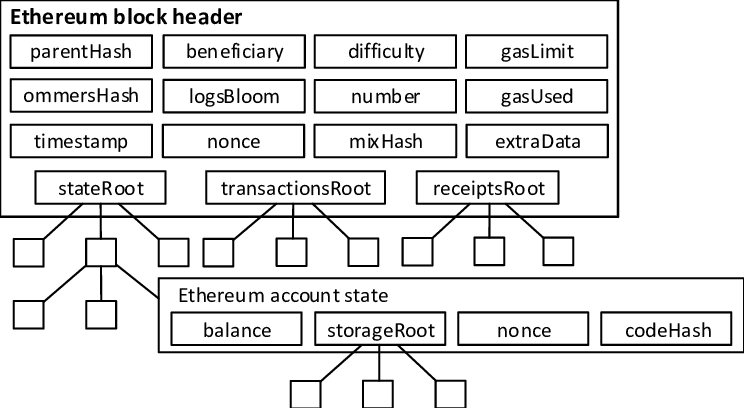 Ethereum block header
parentHash beneficiary difficulty gasLimit
ommersHash logsBloom number gasUsed
timestamp nonce mixHash extraData
stateRoot transactionsRoot receiptsRoot
Ethereum account state
balance storageRoot nonce codeHash